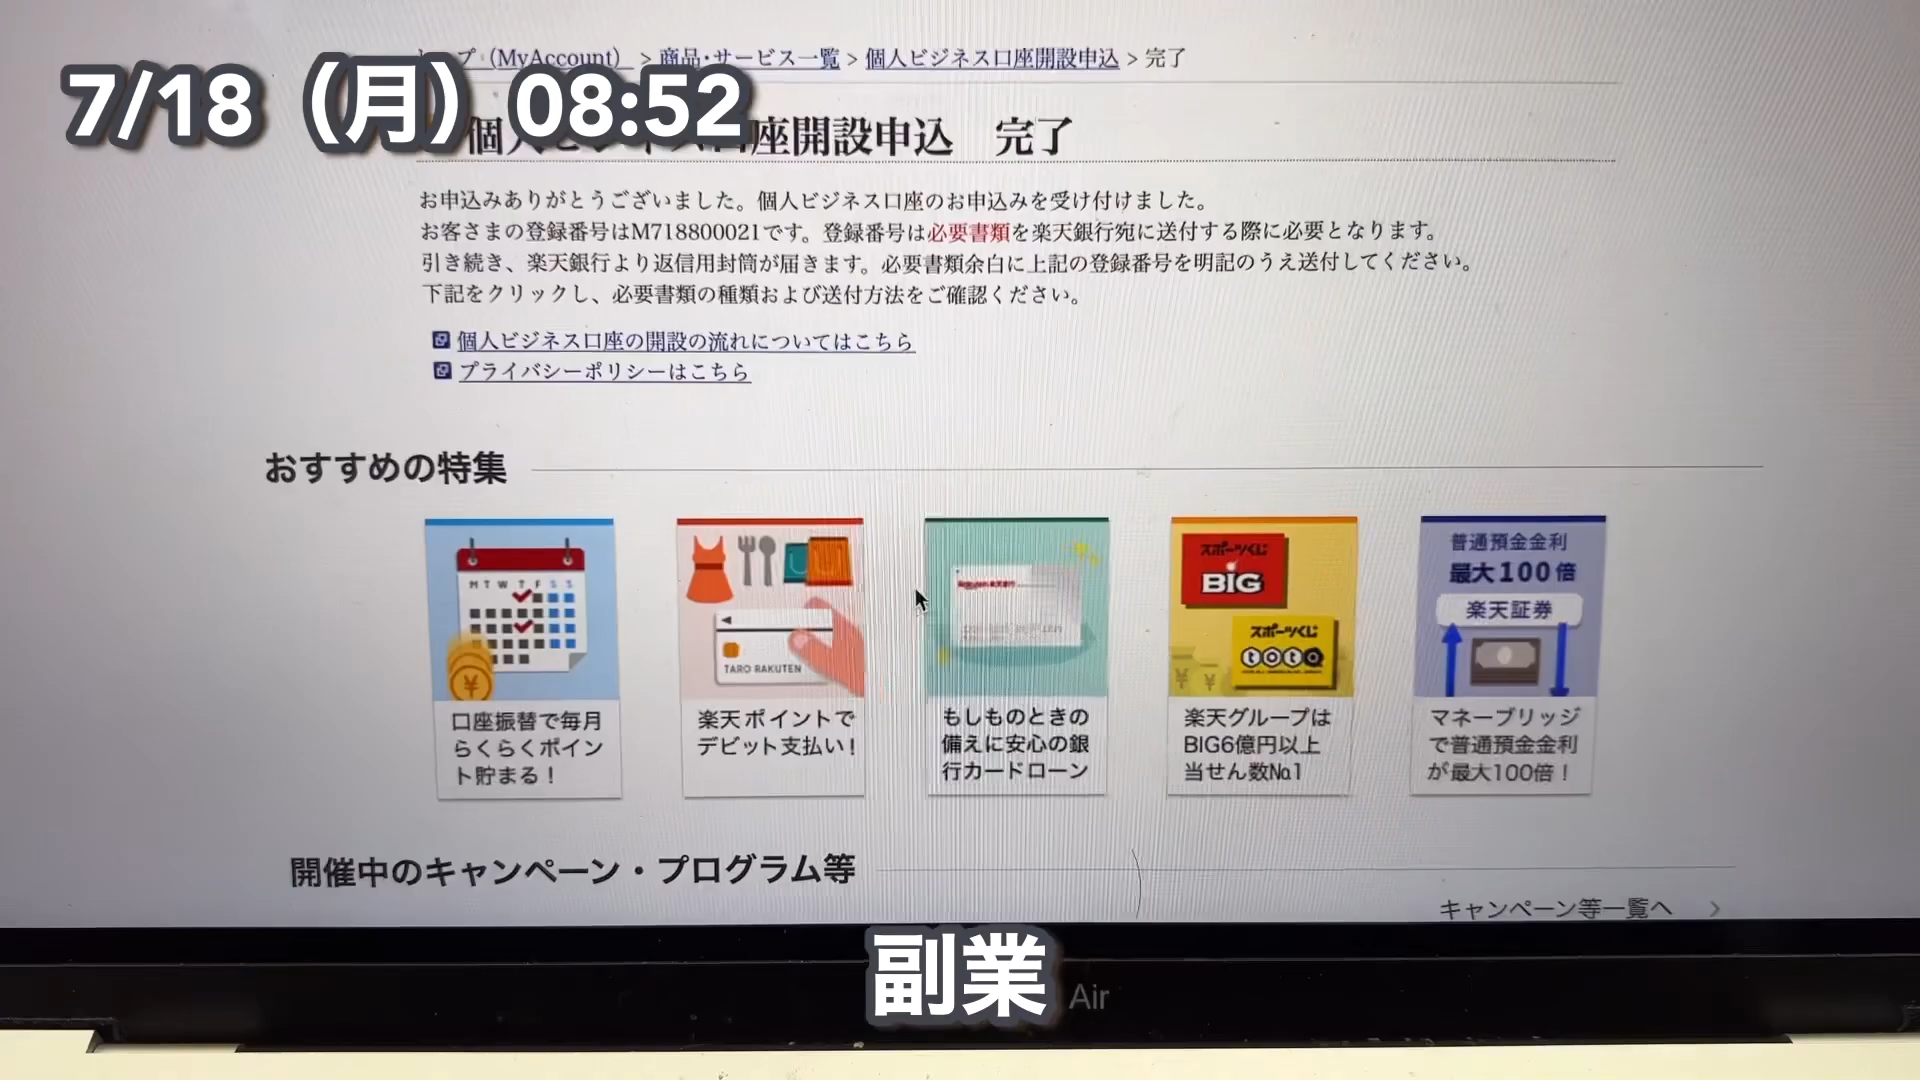 7/18（月）08:52
プ（MyAccount） > 商品・サービス一覧 > 個人ビジネス口座開設申込 > 完了
座開設申込　完了
お申込みありがとうございました。個人ビジネス口座のお申込みを受け付けました。
お客さまの登録番号はM718800021です。登録番号は必要書類を楽天銀行宛に送付する際に必要となります。
引き続き、楽天銀行より返信用封筒が届きます。必要書類余白に上記の登録番号を明記のうえ送付してください。
下記をクリックし、必要書類の種類および送付方法をご確認ください。
個人ビジネス口座の開設の流れについてはこちら
プライバシーポリシーはこちら
おすすめの特集
M T W T F S S
¥
口座振替で毎月
らくらくポイン
ト貯まる！
TARO RAKUTEN
楽天ポイントで
デビット支払い！
もしものときの
備えに安心の銀
行カードローン
スポーツくじ
BIG
スポーツくじ
toto
¥ ¥
楽天グループは
BIG6億円以上
当せん数No.1
普通預金金利
最大100倍
楽天証券
マネーブリッジ
で普通預金金利
が最大100倍！
開催中のキャンペーン・プログラム等
キャンペーン等一覧へ
副業
Air